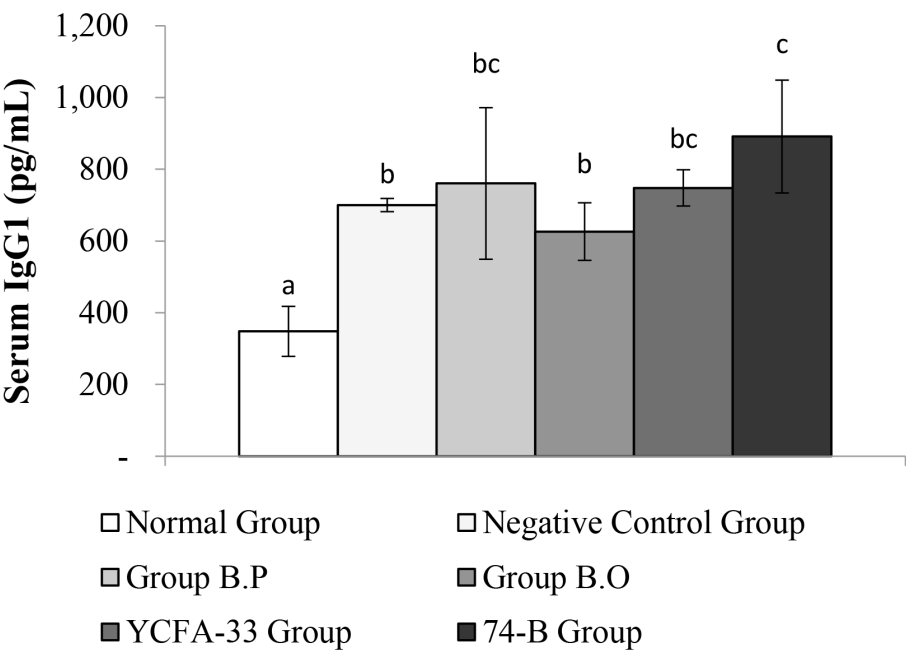 Serum IgG1 (pg/mL)
1,200
1,000
800
600
400
200
-
a
b
bc
b
bc
c
Normal Group
Negative Control Group
Group B.P
Group B.O
YCFA-33 Group
74-B Group